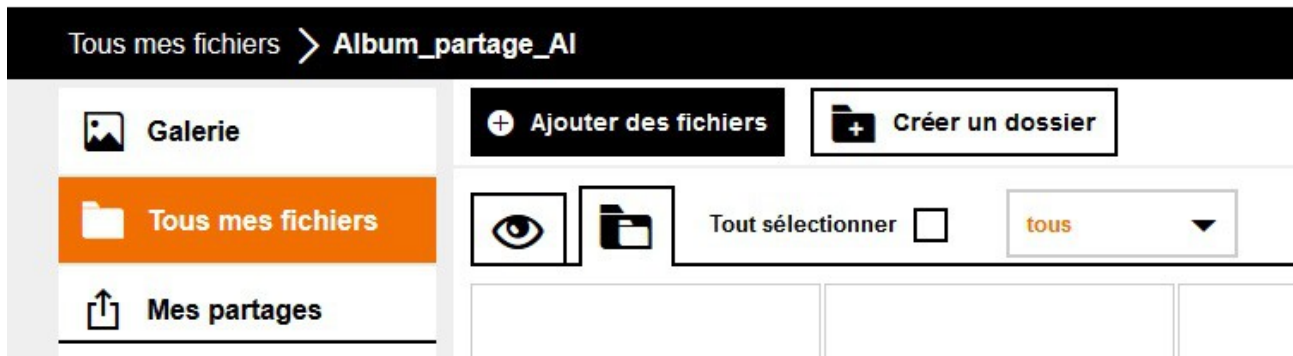 Tous mes fichiers > Album_partage_AI
Galerie
Tous mes fichiers
Mes partages
Ajouter des fichiers
Créer un dossier
Tout sélectionner
tous